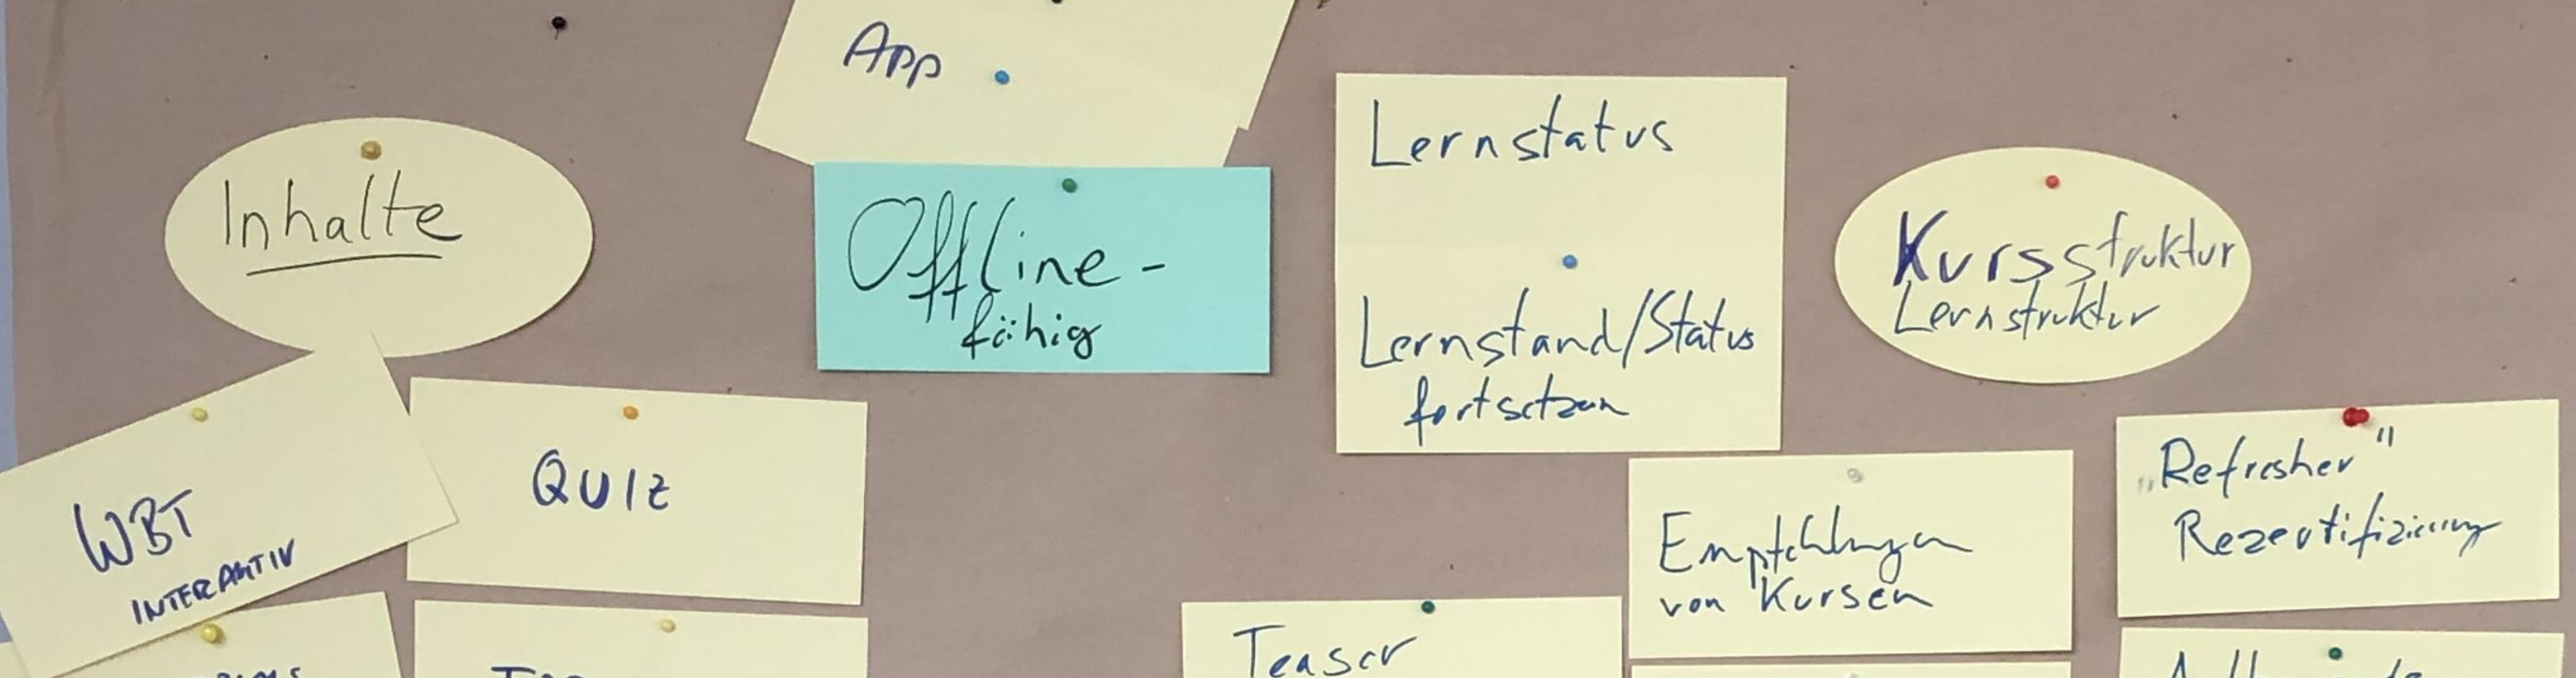 App
Inhalte
Offline-
fähig
Lernstatus
Lernstand/Status
fortsetzen
Kursstruktur
Lernstruktur
WBT
INTERAKTIV
QUIZ
Empfehlungen
von Kursen
„Refresher"
Rezertifizierung
Teaser